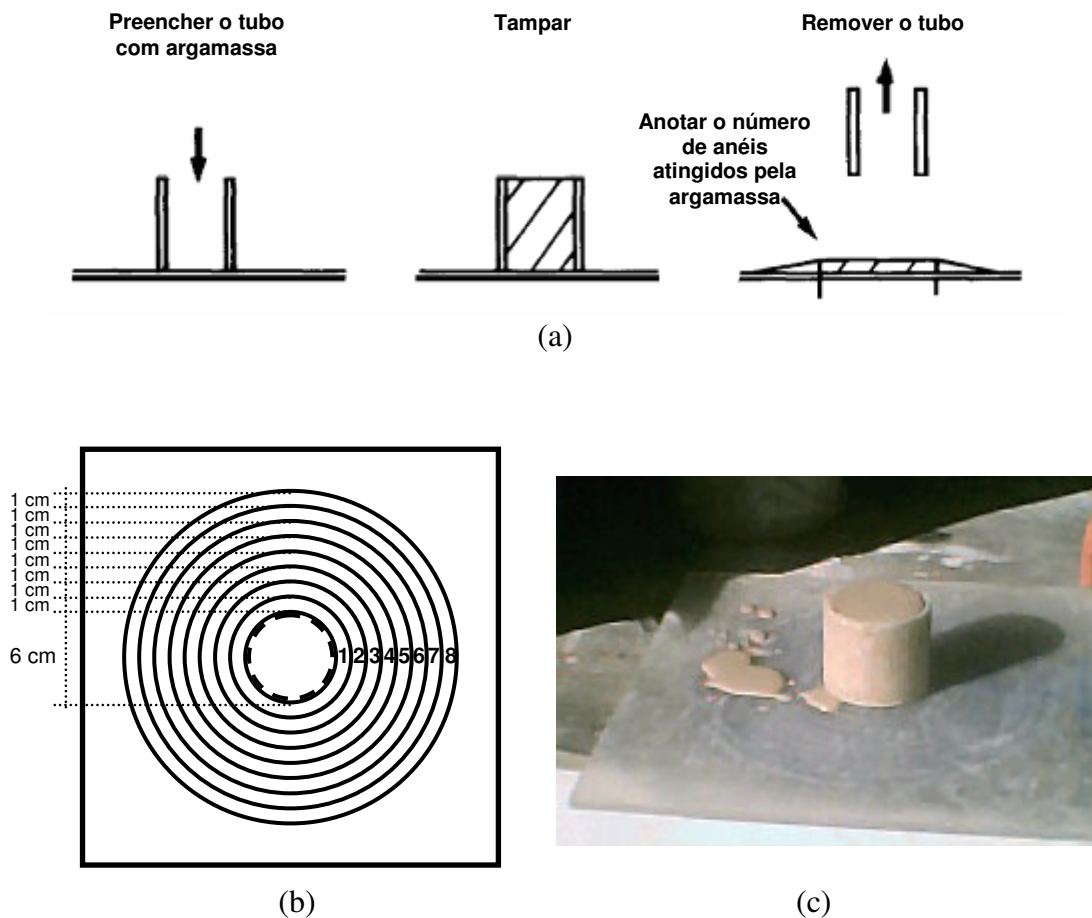 Preencher o tubo
com argamassa
Tampar
Remover o tubo
Anotar o número
de anéis
atingidos pela
argamassa
(a)
1 cm
1 cm
1 cm
1 cm
1 cm
1 cm
1 cm
1 cm
6 cm
1 2 3 4 5 6 7 8
(b)
(c)